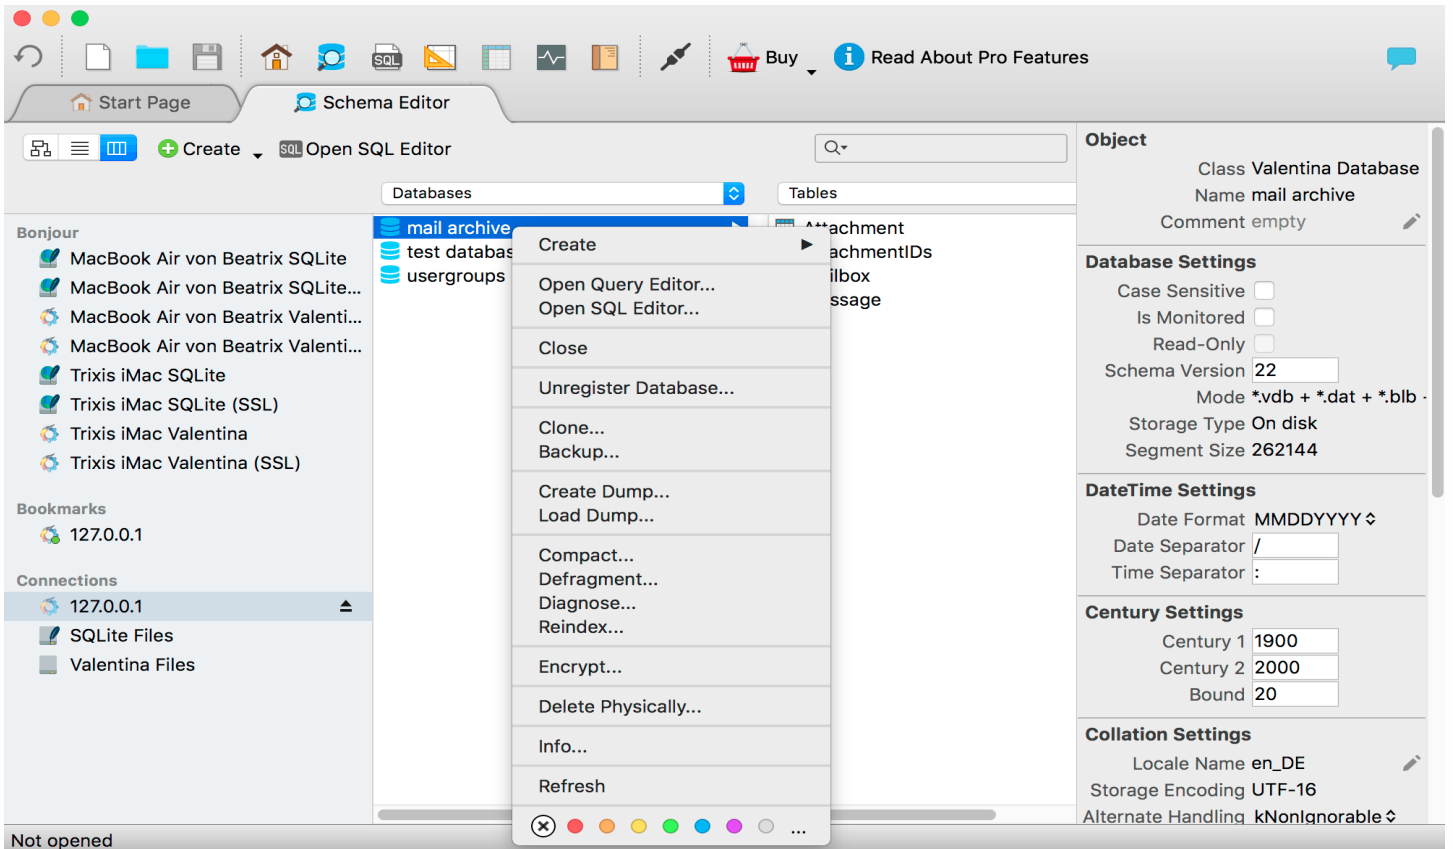 SQL
Buy
Read About Pro Features
Start Page
Schema Editor
Create
SQL Open SQL Editor
Databases
Tables
Bonjour
MacBook Air von Beatrix SQLite
MacBook Air von Beatrix SQLite...
MacBook Air von Beatrix Valenti...
MacBook Air von Beatrix Valenti...
Trixis iMac SQLite
Trixis iMac SQLite (SSL)
Trixis iMac Valentina
Trixis iMac Valentina (SSL)
Bookmarks
127.0.0.1
Connections
127.0.0.1
SQLite Files
Valentina Files
mail archive
test databas
usergroups
Create
Open Query Editor...
Open SQL Editor...
Close
Unregister Database...
Clone...
Backup...
Create Dump...
Load Dump...
Compact...
Defragment...
Diagnose...
Reindex...
Encrypt...
Delete Physically...
Info...
Refresh
...
Attachment
achmentIDs
ilbox
ssage
Object
Class Valentina Database
Name mail archive
Comment empty
Database Settings
Case Sensitive
Is Monitored
Read-Only
Schema Version 22
Mode *.vdb + *.dat + *.blb -
Storage Type On disk
Segment Size 262144
DateTime Settings
Date Format MMDDYYYY
Date Separator /
Time Separator :
Century Settings
Century 1 1900
Century 2 2000
Bound 20
Collation Settings
Locale Name en_DE
Storage Encoding UTF-16
Alternate Handling kNonIgnorable
Not opened